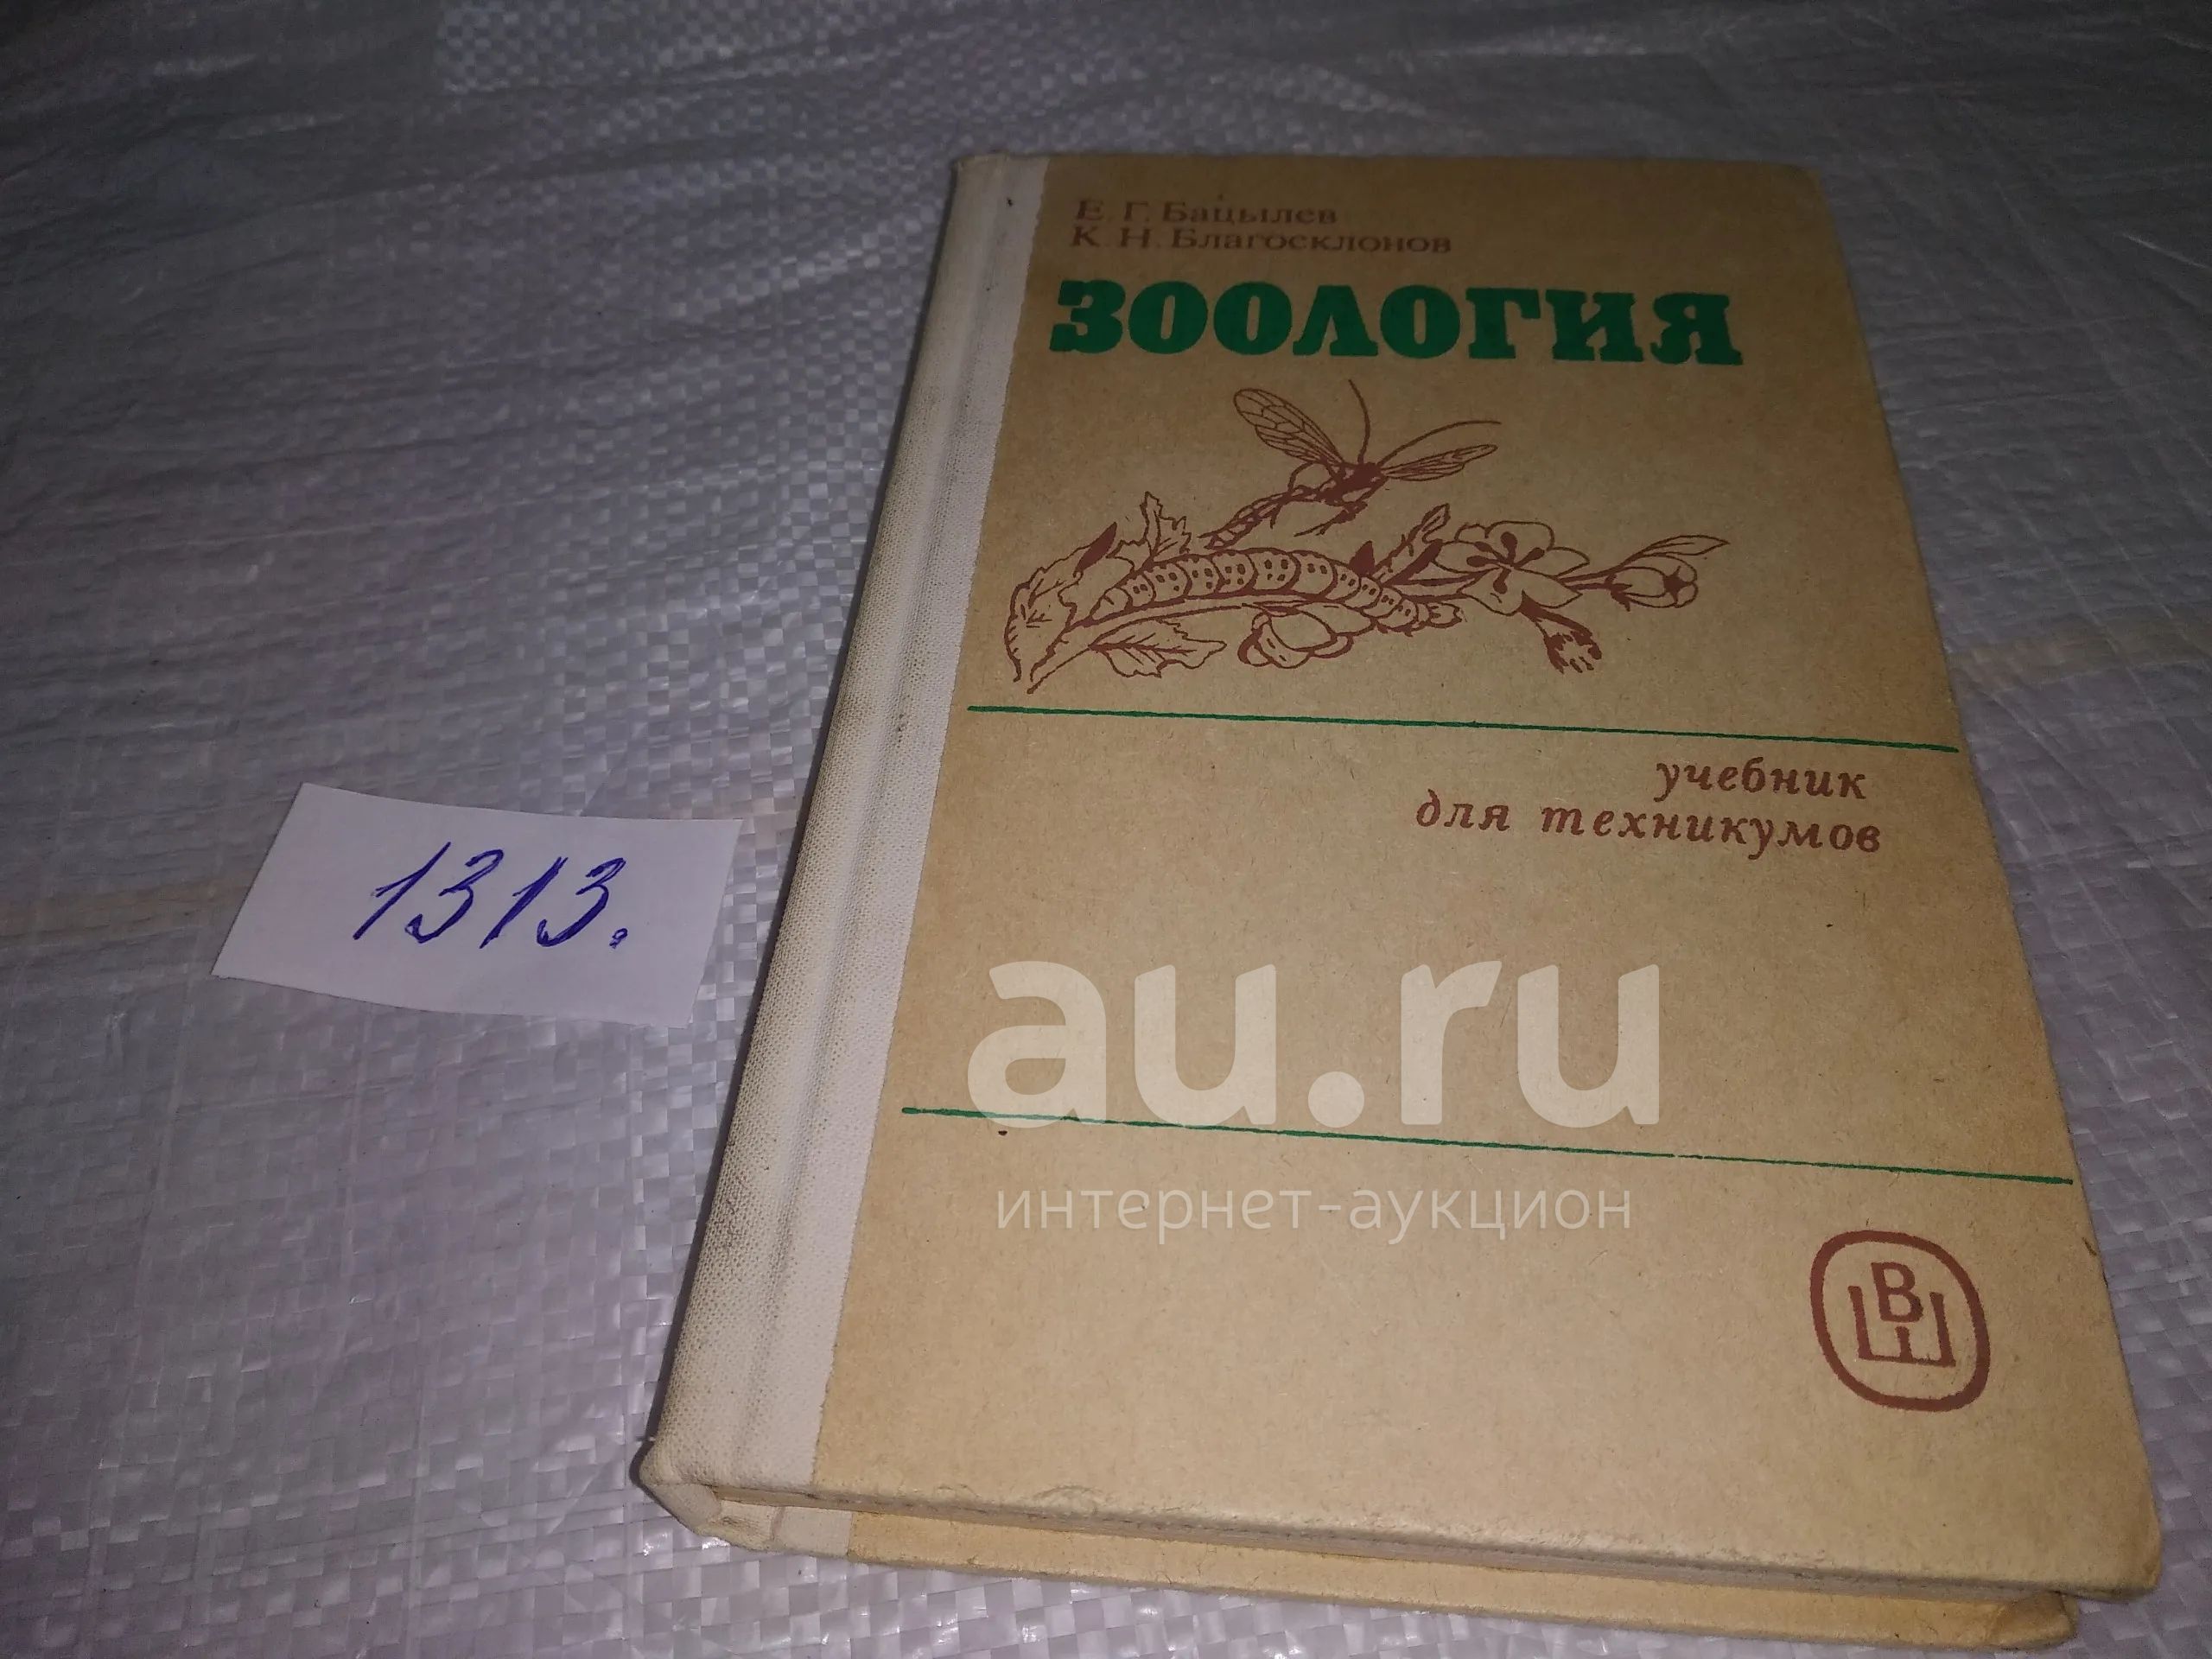 Е. Г. Бацылев
К. Н. Благосклонов
ЗООЛОГИЯ
учебник
для техникумов
1313.
au.ru
интернет-аукцион
ВШ